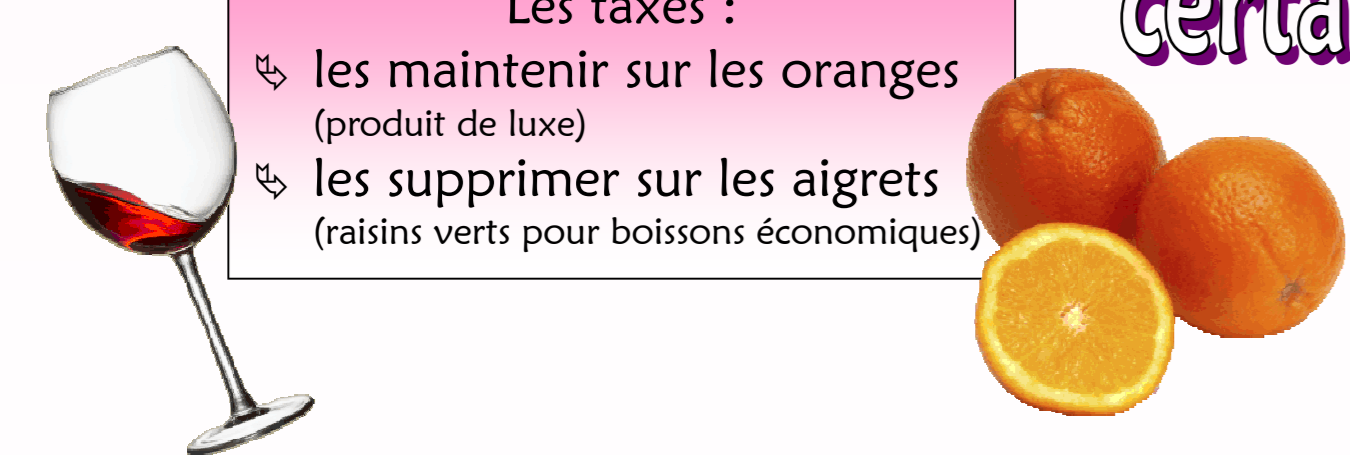 Les taxes :
certa
les maintenir sur les oranges
(produit de luxe)
les supprimer sur les aigrets
(raisins verts pour boissons économiques)